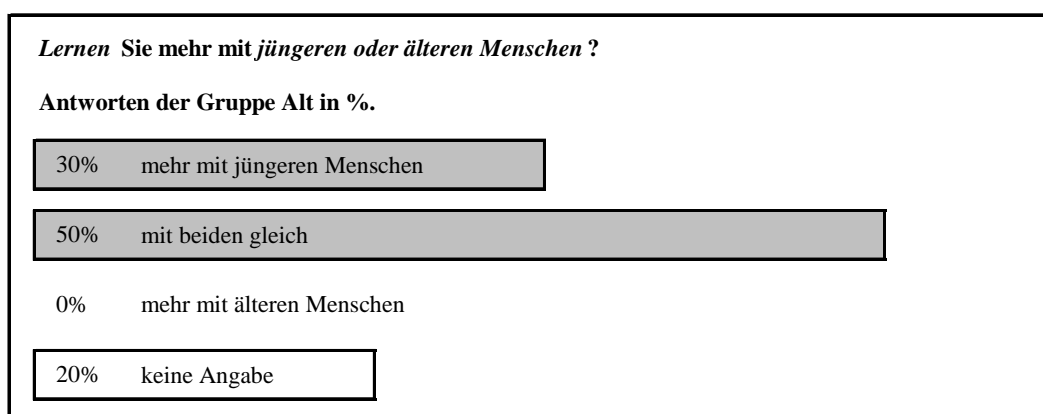 Lernen Sie mehr mit jüngeren oder älteren Menschen ?
Antworten der Gruppe Alt in %.
30% mehr mit jüngeren Menschen
50% mit beiden gleich
0% mehr mit älteren Menschen
20% keine Angabe